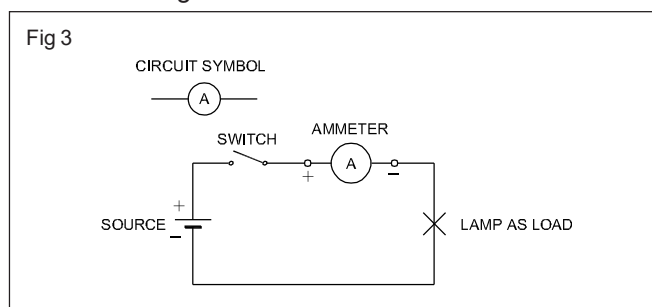 Fig 3
CIRCUIT SYMBOL
A
SWITCH
AMMETER
A
+
–
SOURCE
+
–
LAMP AS LOAD